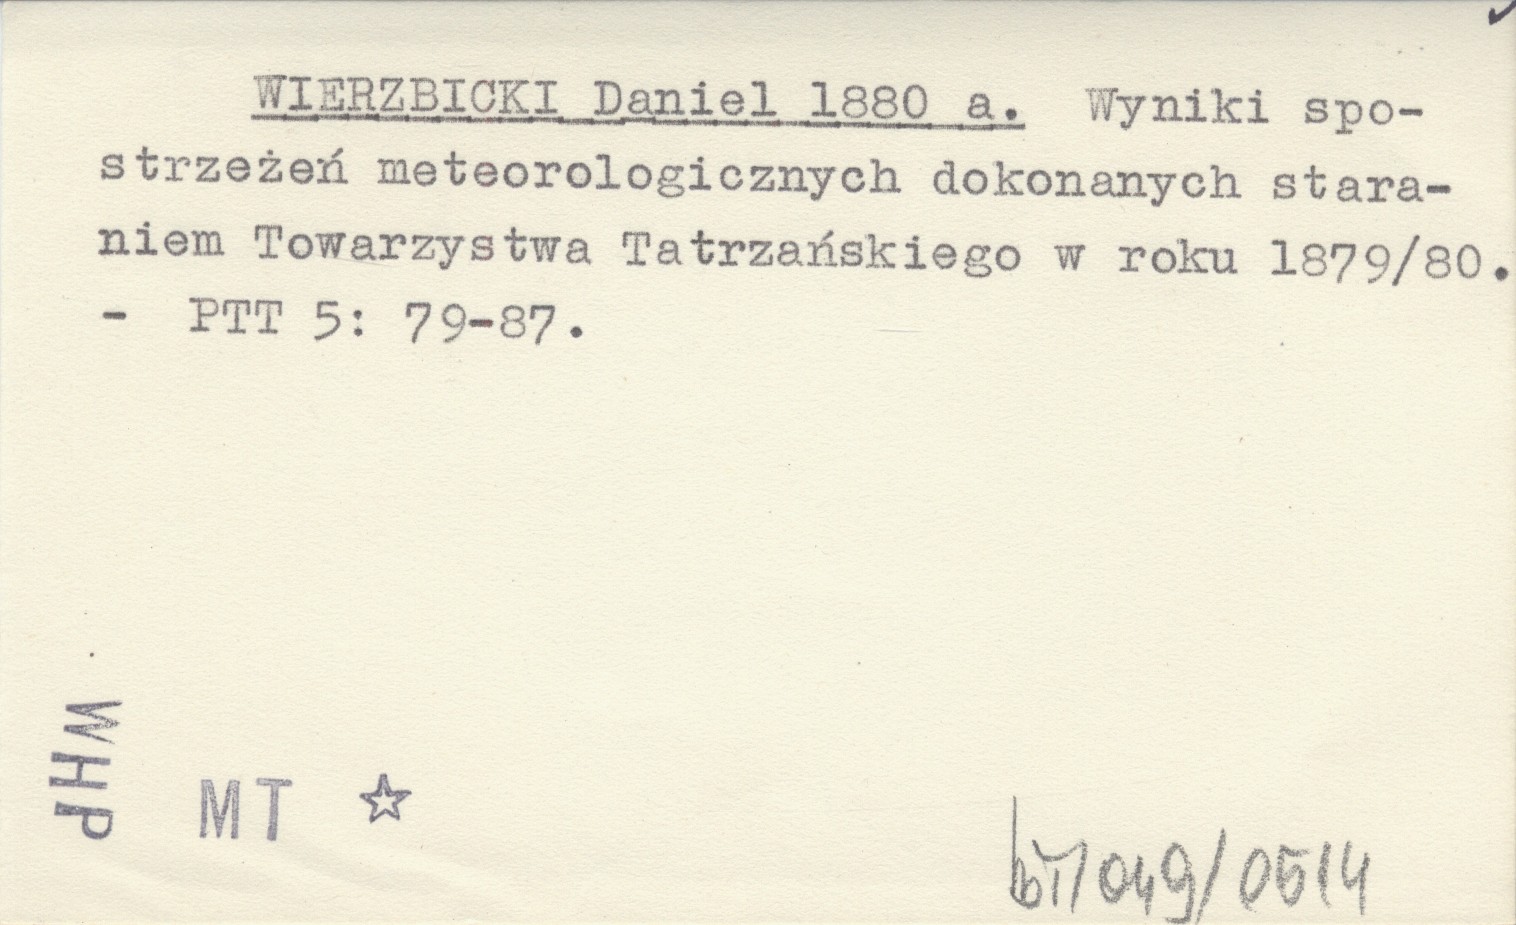 WIERZBICKI Daniel 1880 a. Wyniki spo-
strzeżeń meteorologicznych dokonanych stara-
niem Towarzystwa Tatrzańskiego w roku 1879/80.
- PTT 5: 79-87.
WHP
MT ☆
/049/0514